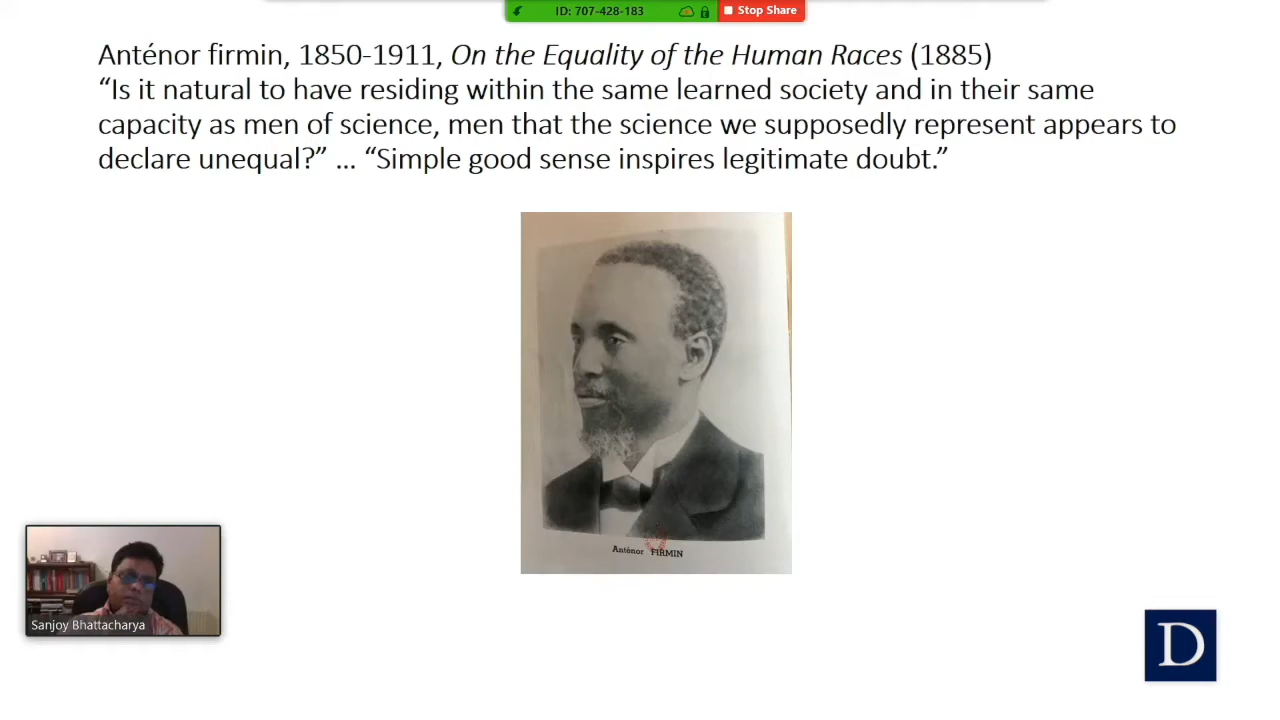 ID: 707-428-183
Stop Share
Anténor firmin, 1850-1911, On the Equality of the Human Races (1885)
“Is it natural to have residing within the same learned society and in their same
capacity as men of science, men that the science we supposedly represent appears to
declare unequal?” ... “Simple good sense inspires legitimate doubt.”
Anténor FIRMIN
Sanjoy Bhattacharya
D